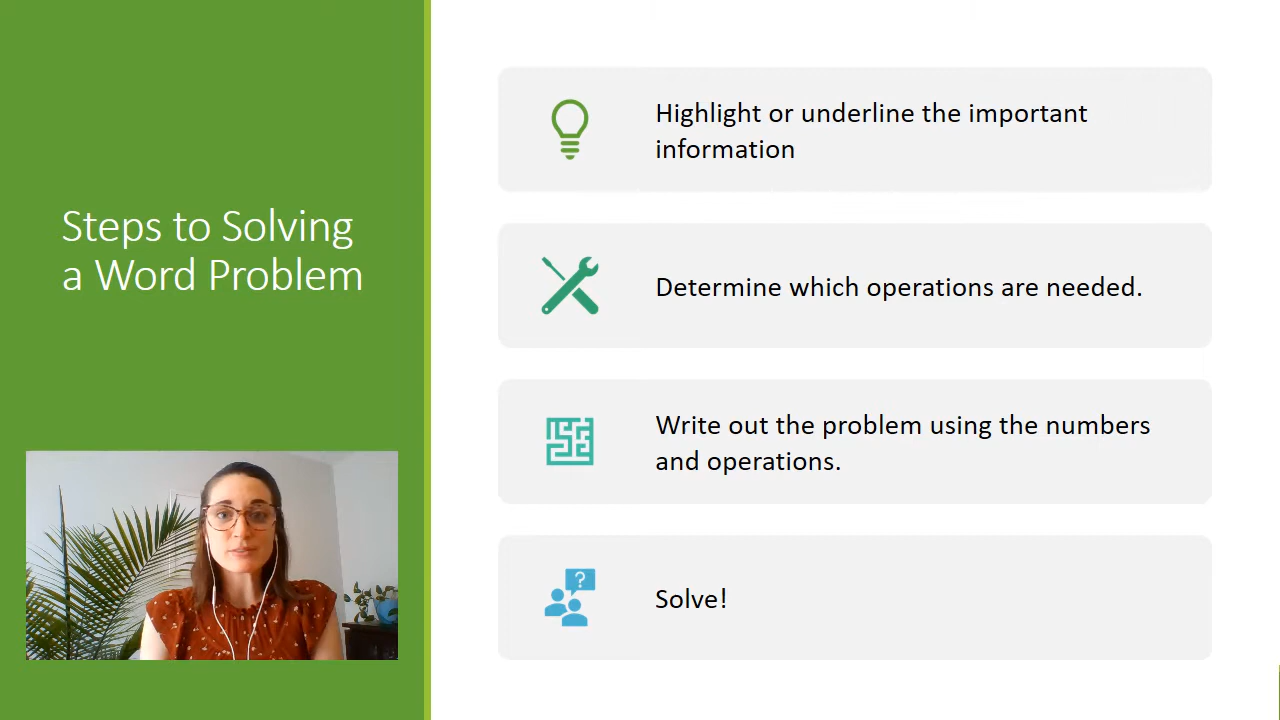 Steps to Solving
a Word Problem
Highlight or underline the important
information
Determine which operations are needed.
Write out the problem using the numbers
and operations.
?
Solve!